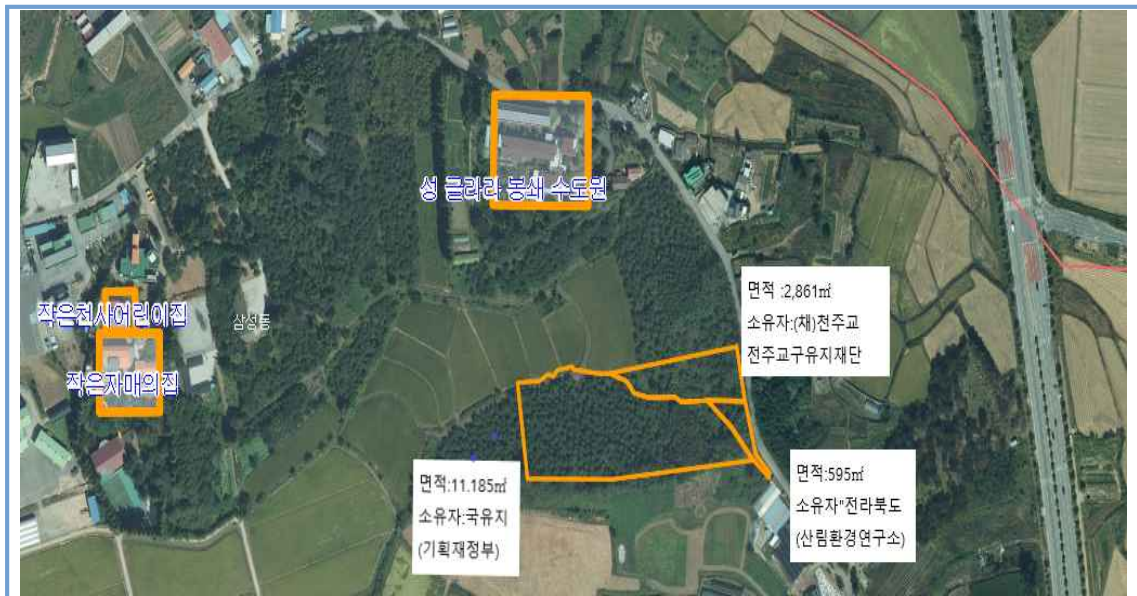 성 글라라 봉쇄 수도원
작은천사어린이집
삼성동
작은자매의집
면적 :2,861㎡
소유자:(채)천주교
전주교구유지재단
면적:11.185㎡
소유자:국유지
(기획재정부)
면적:595㎡
소유자"전라북도
(산림환경연구소)